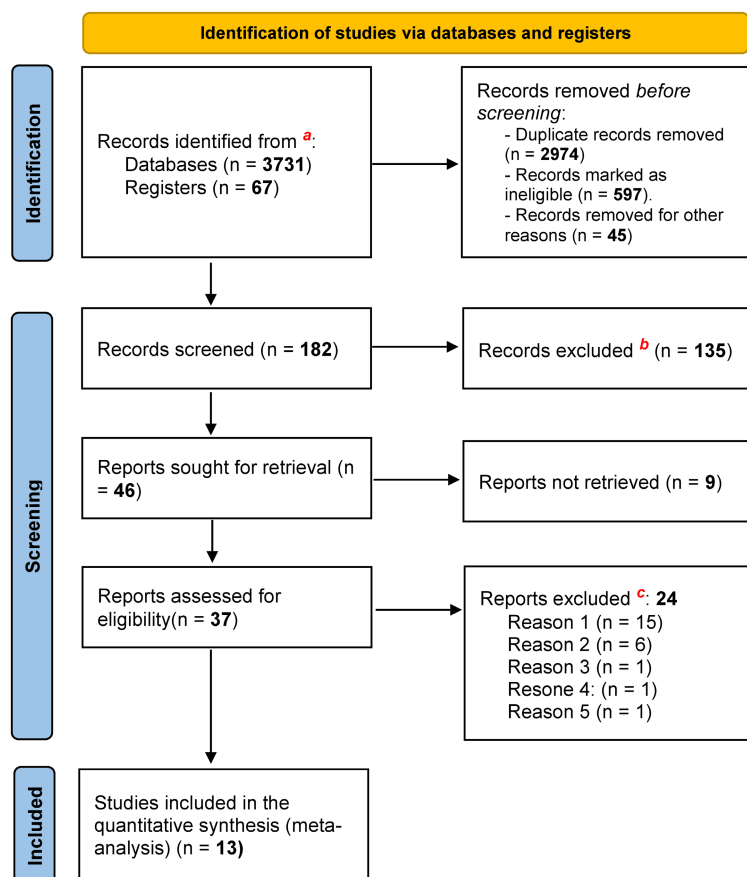 Identification of studies via databases and registers
Identification
Records identified from a:
Databases (n = 3731)
Registers (n = 67)
Records removed before
screening:
- Duplicate records removed
(n = 2974)
- Records marked as
ineligible (n = 597).
- Records removed for other
reasons (n = 45)
Screening
Records screened (n = 182)
Records excluded b (n = 135)
Reports sought for retrieval (n
= 46)
Reports not retrieved (n = 9)
Reports assessed for
eligibility(n = 37)
Reports excluded c: 24
Reason 1 (n = 15)
Reason 2 (n = 6)
Reason 3 (n = 1)
Resone 4: (n = 1)
Reason 5 (n = 1)
Included
Studies included in the
quantitative synthesis (meta-
analysis) (n = 13)